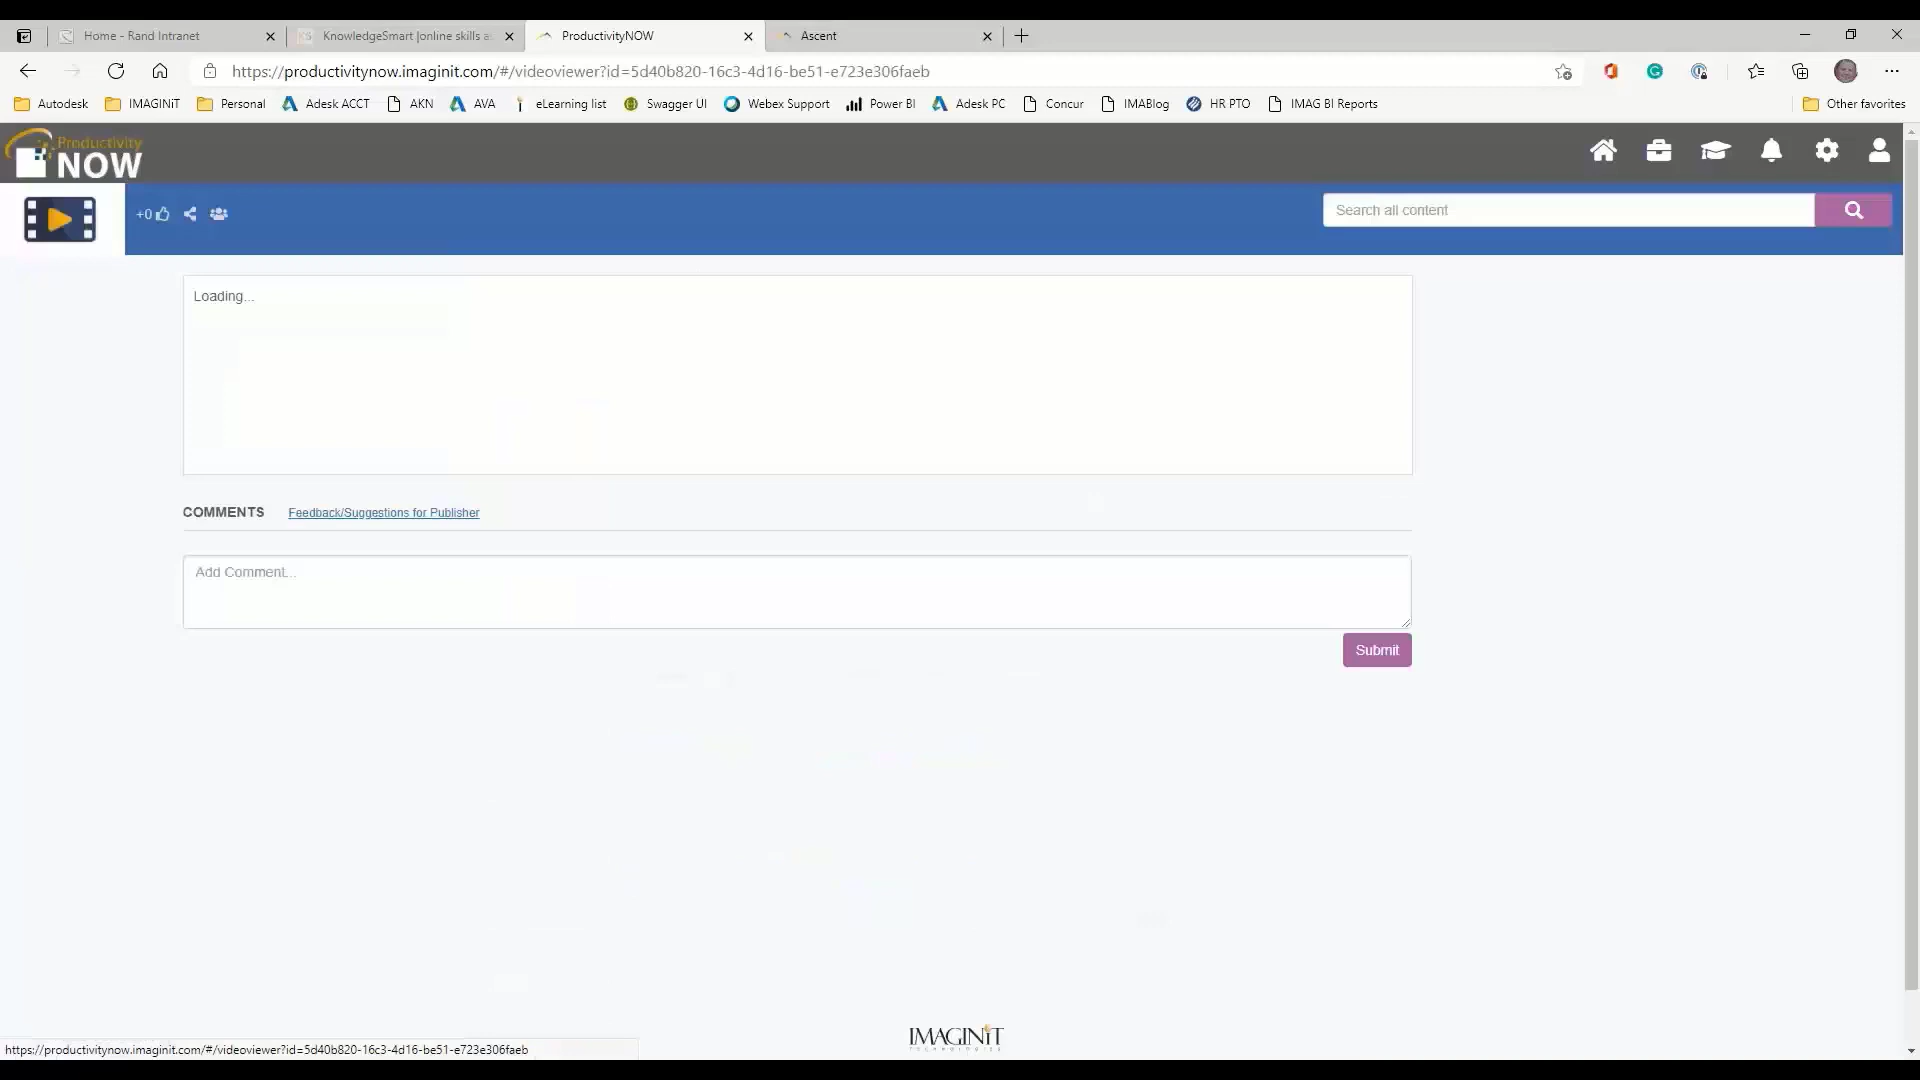 Home - Rand Intranet
KnowledgeSmart |online skills a
ProductivityNOW
Ascent
https://productivitynow.imaginit.com/#/videoviewer?id=5d40b820-16c3-4d16-be51-e723e306faeb
Autodesk IMAGINiT Personal Adesk ACCT AKN AVA eLearning list Swagger UI Webex Support Power BI Adesk PC Concur IMABlog HR PTO IMAG BI Reports Other favorites
Productivity
NOW
+0
Search all content
Loading...
COMMENTS Feedback/Suggestions for Publisher
Add Comment...
Submit
IMAGINiT
TECHNOLOGIES
https://productivitynow.imaginit.com/#/videoviewer?id=5d40b820-16c3-4d16-be51-e723e306faeb